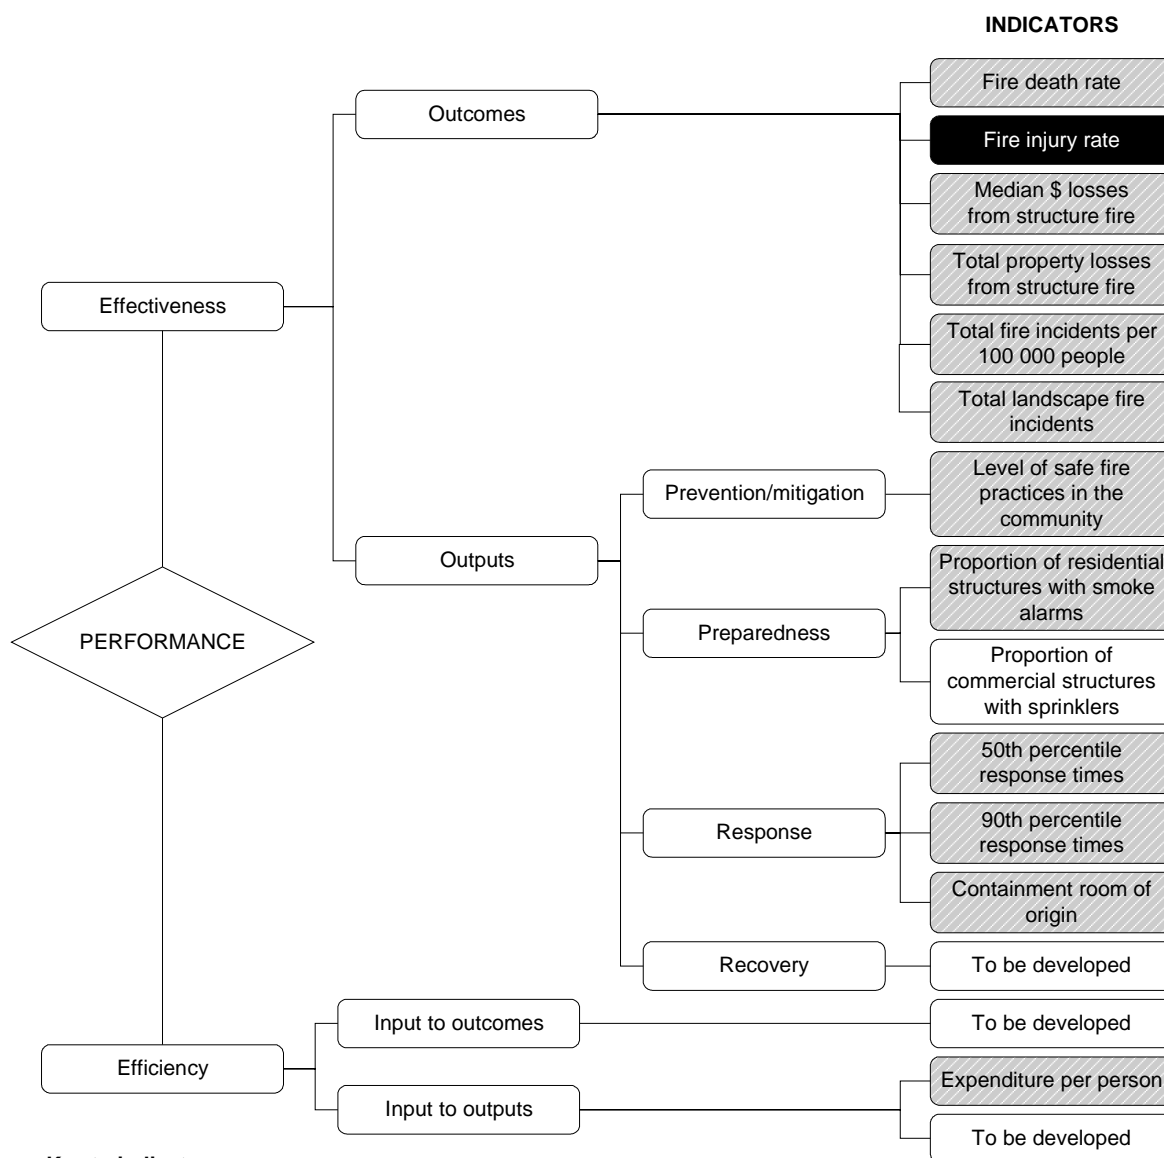 INDICATORS
Fire death rate
Outcomes
Fire injury rate
Median $ losses
from structure fire
Total property losses
from structure fire
Effectiveness
Total fire incidents per
100 000 people
Total landscape fire
incidents
Level of safe fire
practices in the
community
Prevention/mitigation
Outputs
Proportion of residential
structures with smoke
alarms
Preparedness
PERFORMANCE
Proportion of
commercial structures
with sprinklers
50th percentile
response times
Response
90th percentile
response times
Containment room of
origin
Recovery
To be developed
Input to outcomes
To be developed
Efficiency
Expenditure per person
Input to outputs
To be developed